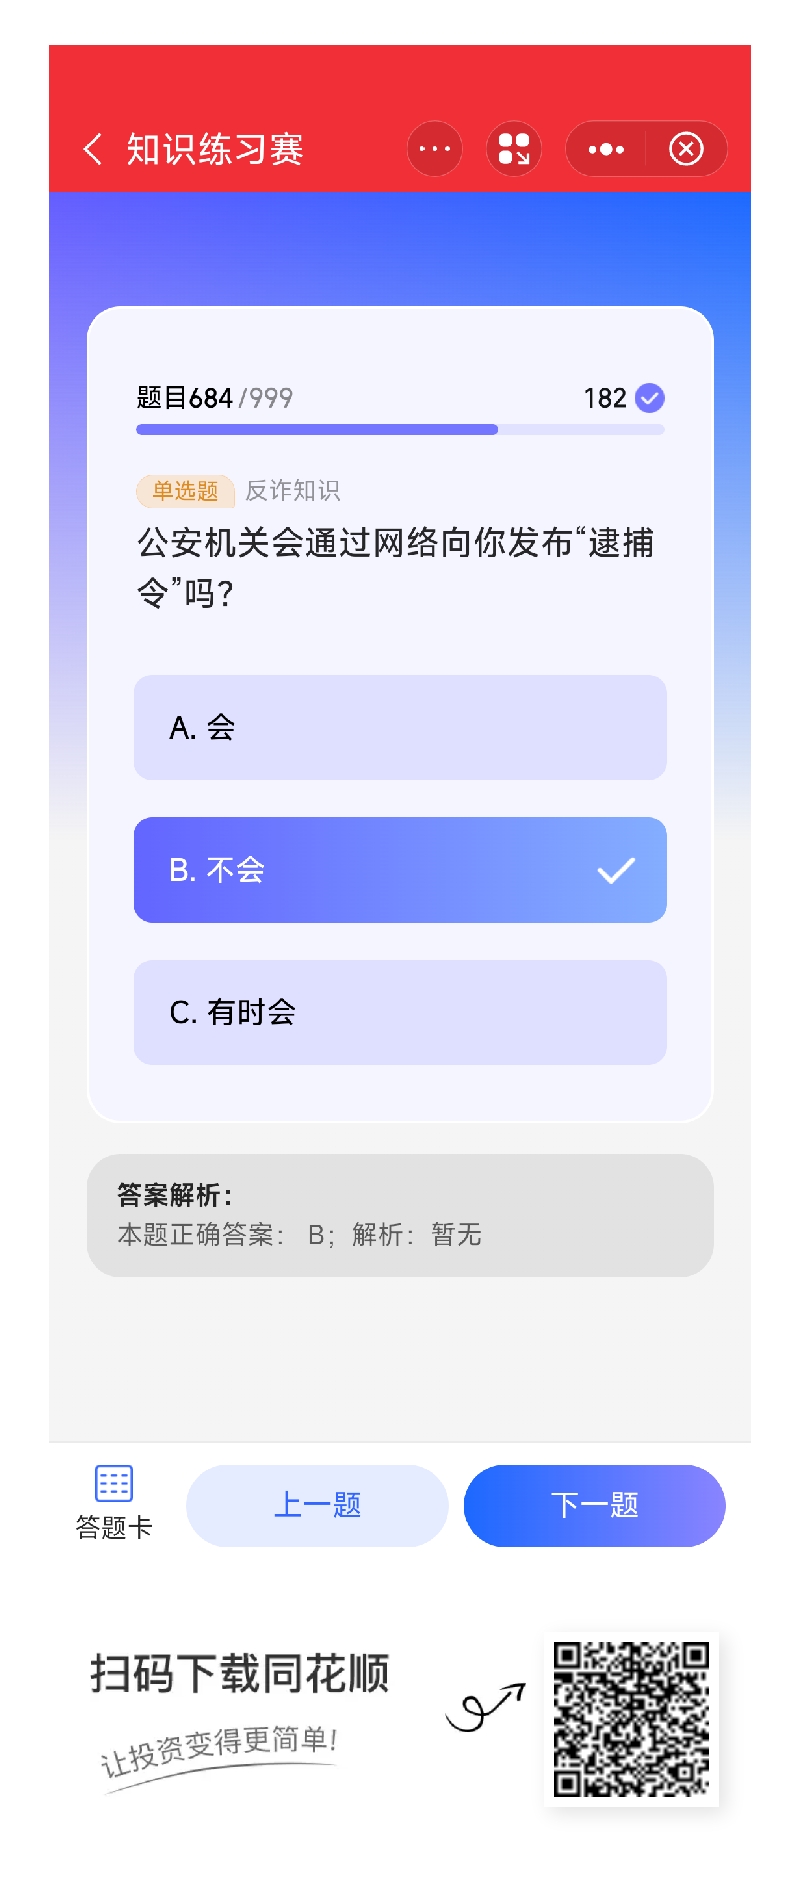 知识练习赛
题目684/999
182
单选题 反诈知识
公安机关会通过网络向你发布“逮捕
令”吗？
A. 会
B. 不会
C. 有时会
答案解析：
本题正确答案： B；解析：暂无
答题卡
上一题
下一题
扫码下载同花顺
让投资变得更简单!